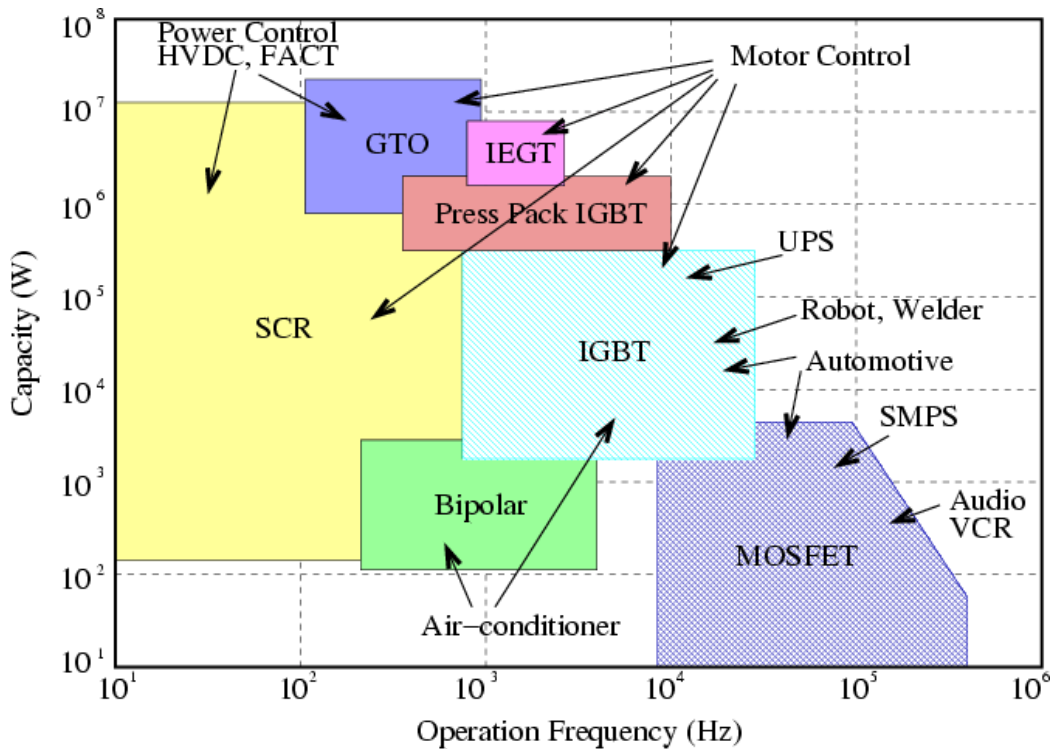 Power Control
HVDC, FACT
Motor Control
GTO
IEGT
Press Pack IGBT
UPS
SCR
IGBT
Robot, Welder
Automotive
SMPS
Bipolar
Audio
VCR
MOSFET
Air−conditioner
Capacity (W)
10^8
10^7
10^6
10^5
10^4
10^3
10^2
10^1
10^1 10^2 10^3 10^4 10^5 10^6
Operation Frequency (Hz)